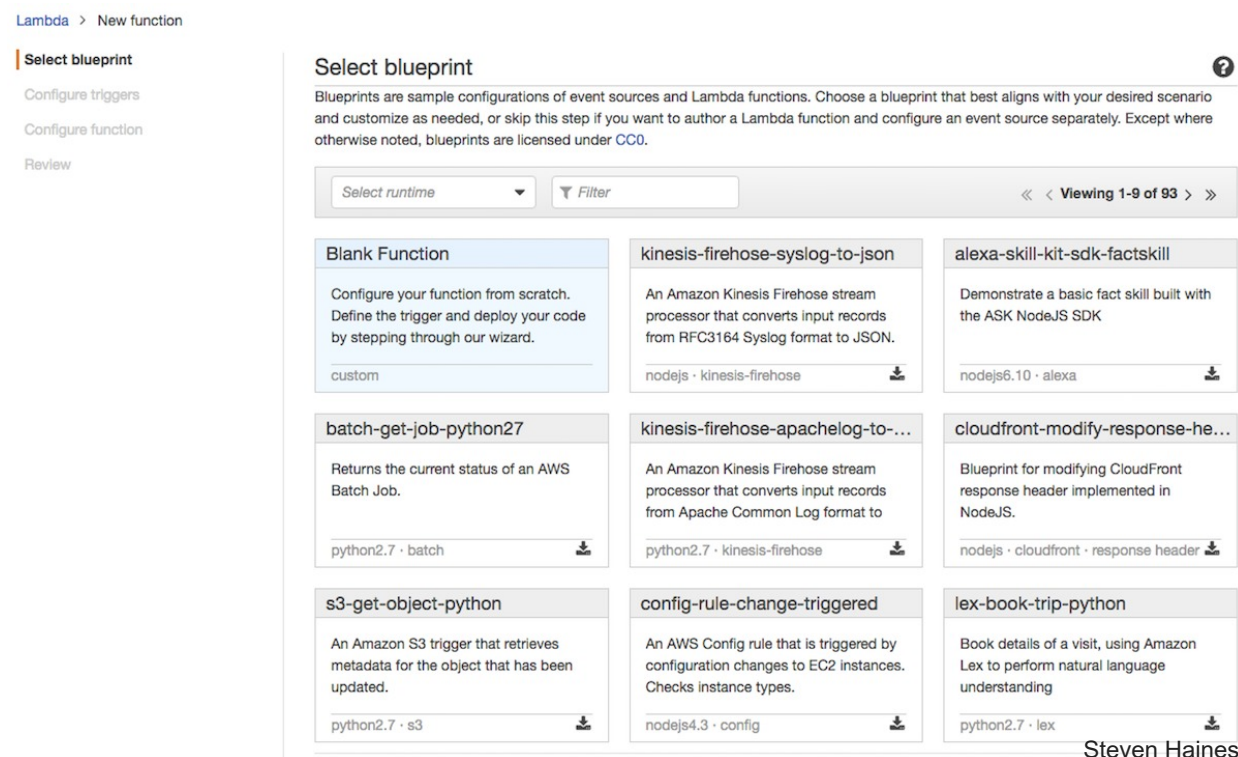 Lambda > New function
Select blueprint
Configure triggers
Configure function
Review
Select blueprint
Blueprints are sample configurations of event sources and Lambda functions. Choose a blueprint that best aligns with your desired scenario
and customize as needed, or skip this step if you want to author a Lambda function and configure an event source separately. Except where
otherwise noted, blueprints are licensed under CC0.
Select runtime
Filter
« < Viewing 1-9 of 93 > »
Blank Function
Configure your function from scratch.
Define the trigger and deploy your code
by stepping through our wizard.
custom
kinesis-firehose-syslog-to-json
An Amazon Kinesis Firehose stream
processor that converts input records
from RFC3164 Syslog format to JSON.
nodejs · kinesis-firehose
alexa-skill-kit-sdk-factskill
Demonstrate a basic fact skill built with
the ASK NodeJS SDK
nodejs6.10 · alexa
batch-get-job-python27
Returns the current status of an AWS
Batch Job.
python2.7 · batch
kinesis-firehose-apachelog-to-...
An Amazon Kinesis Firehose stream
processor that converts input records
from Apache Common Log format to
python2.7 · kinesis-firehose
cloudfront-modify-response-he...
Blueprint for modifying CloudFront
response header implemented in
NodeJS.
nodejs · cloudfront · response header
s3-get-object-python
An Amazon S3 trigger that retrieves
metadata for the object that has been
updated.
python2.7 · s3
config-rule-change-triggered
An AWS Config rule that is triggered by
configuration changes to EC2 instances.
Checks instance types.
nodejs4.3 · config
lex-book-trip-python
Book details of a visit, using Amazon
Lex to perform natural language
understanding
python2.7 · lex
Steven Haines